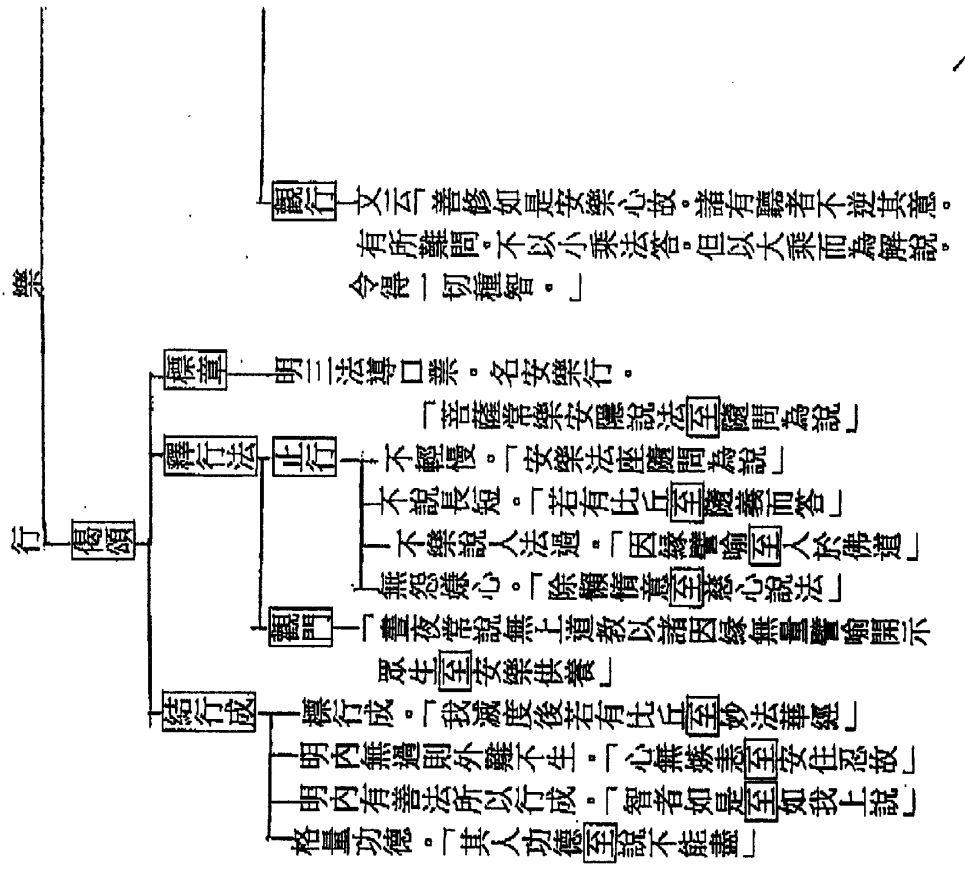 樂
行
觀行
文云「善修如是安樂心故。諸有聽者不逆其意。
有所難問。不以小乘法答。但以大乘而為解說。
令得一切種智。」
偈頌
標章
明三法導口業。名安樂行。
「菩薩常樂安隱說法至隨問為說」
釋行法
止行
不輕慢。「安樂法座隨問為說」
不說長短。「若有比丘至隨義而答」
不樂說人法過。「因緣譬喻至入於佛道」
無怨嫌心。「除懶惰意至慈心說法」
觀門
「晝夜常說無上道教以諸因緣無量譬喻開示
眾生至安樂供養」
結行成
標行成。「我滅度後若有比丘至妙法華經」
明內無過則外難不生。「心無嫉恚至安住忍故」
明內有善法所以行成。「智者如是至如我上說」
格量功德。「其人功德至說不能盡」